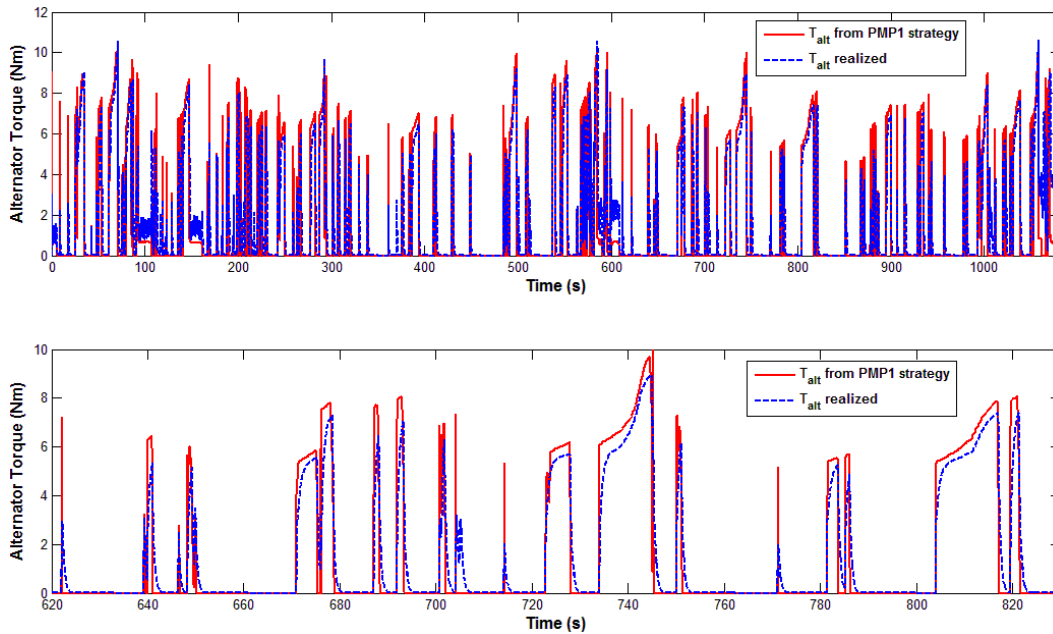 12
10
8
6
4
2
0
Alternator Torque (Nm)
T_alt from PMP1 strategy
T_alt realized
0 100 200 300 400 500 600 700 800 900 1000
Time (s)
10
8
6
4
2
0
Alternator Torque (Nm)
T_alt from PMP1 strategy
T_alt realized
620 640 660 680 700 720 740 760 780 800 820
Time (s)